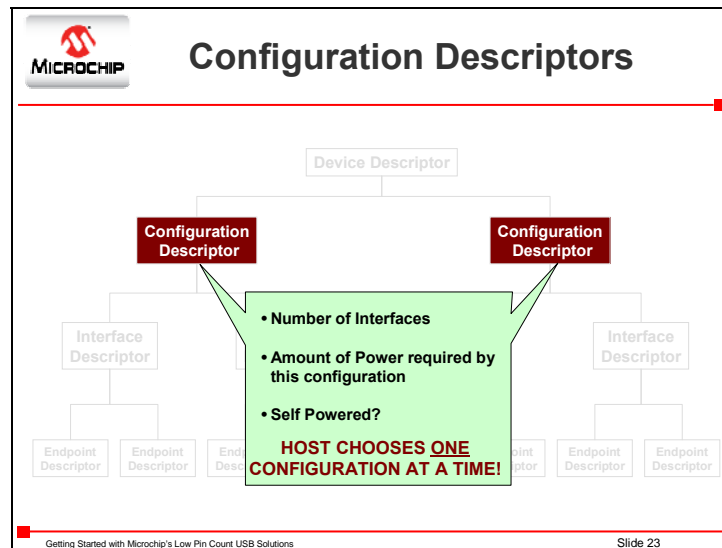 MICROCHIP
Configuration Descriptors
Device Descriptor
Configuration
Descriptor
Configuration
Descriptor
• Number of Interfaces
• Amount of Power required by
this configuration
• Self Powered?
HOST CHOOSES ONE
CONFIGURATION AT A TIME!
Interface
Descriptor
Interface
Descriptor
Endpoint
Descriptor
Endpoint
Descriptor
Endpoint
Descriptor
Endpoint
Descriptor
Getting Started with Microchip's Low Pin Count USB Solutions
Slide 23